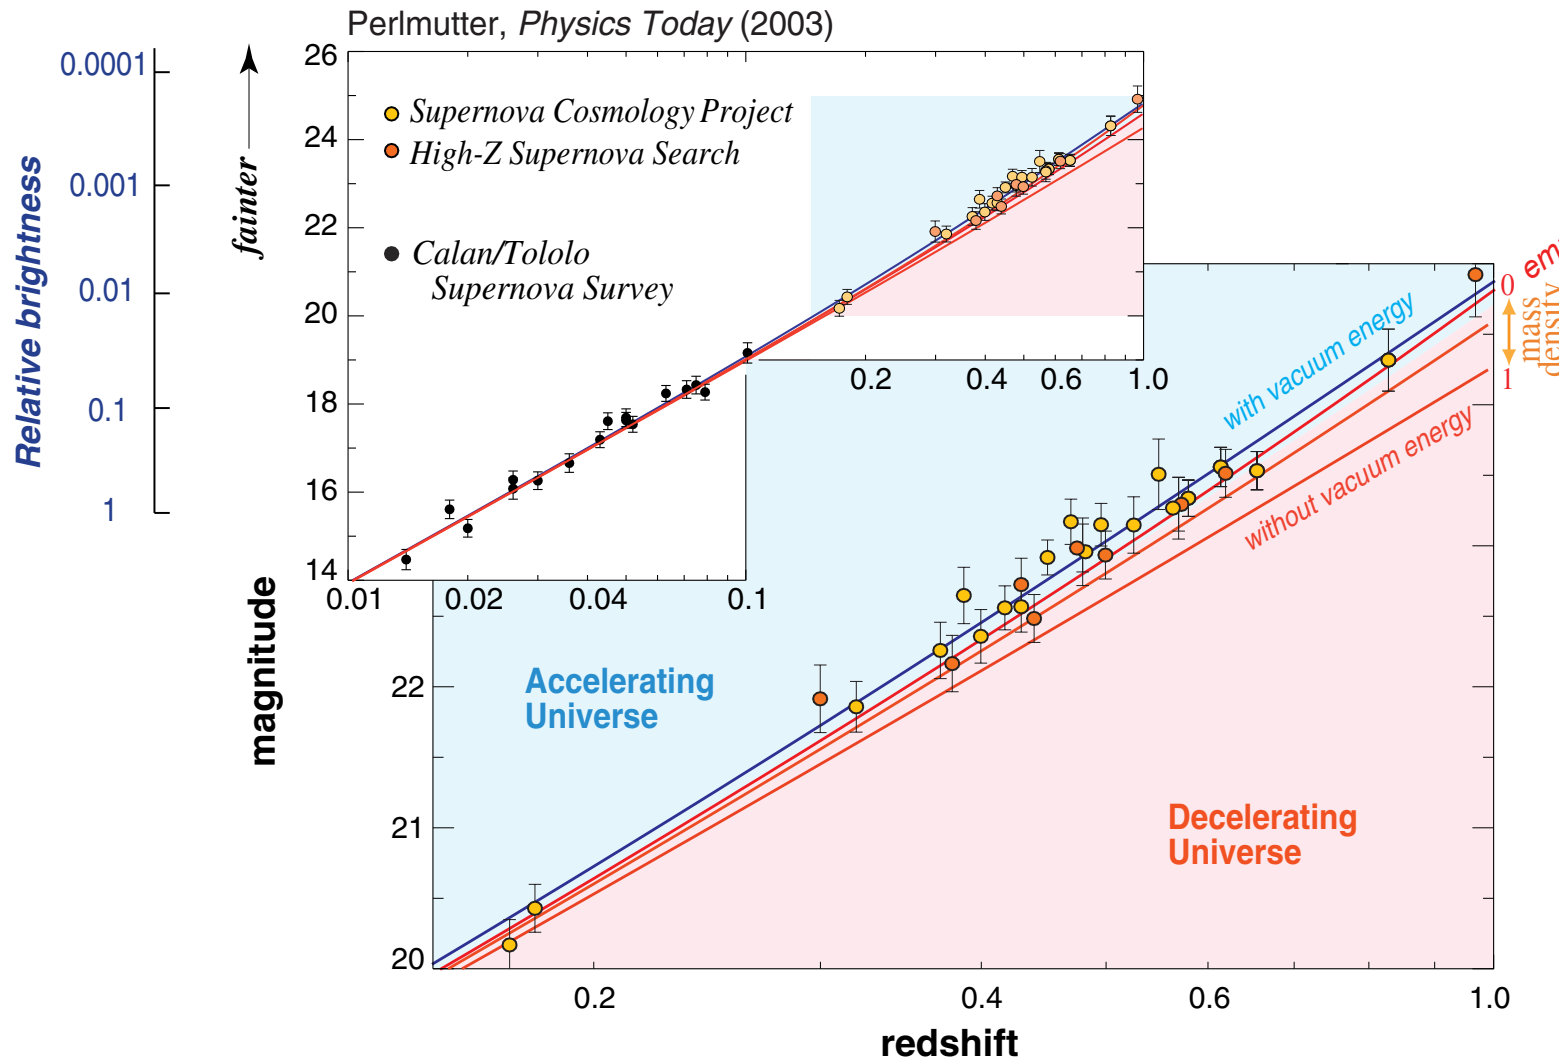 Perlmutter, Physics Today (2003)
0.0001
0.001
0.01
0.1
1
Relative brightness
fainter
magnitude
26
24
22
20
18
16
14
Supernova Cosmology Project
High-Z Supernova Search
Calan/Tololo
Supernova Survey
0.01
0.02
0.04
0.1
0.2
0.4
0.6
1.0
with vacuum energy
without vacuum energy
0
1
mass
density
Accelerating
Universe
Decelerating
Universe
22
21
20
0.2
0.4
0.6
1.0
redshift